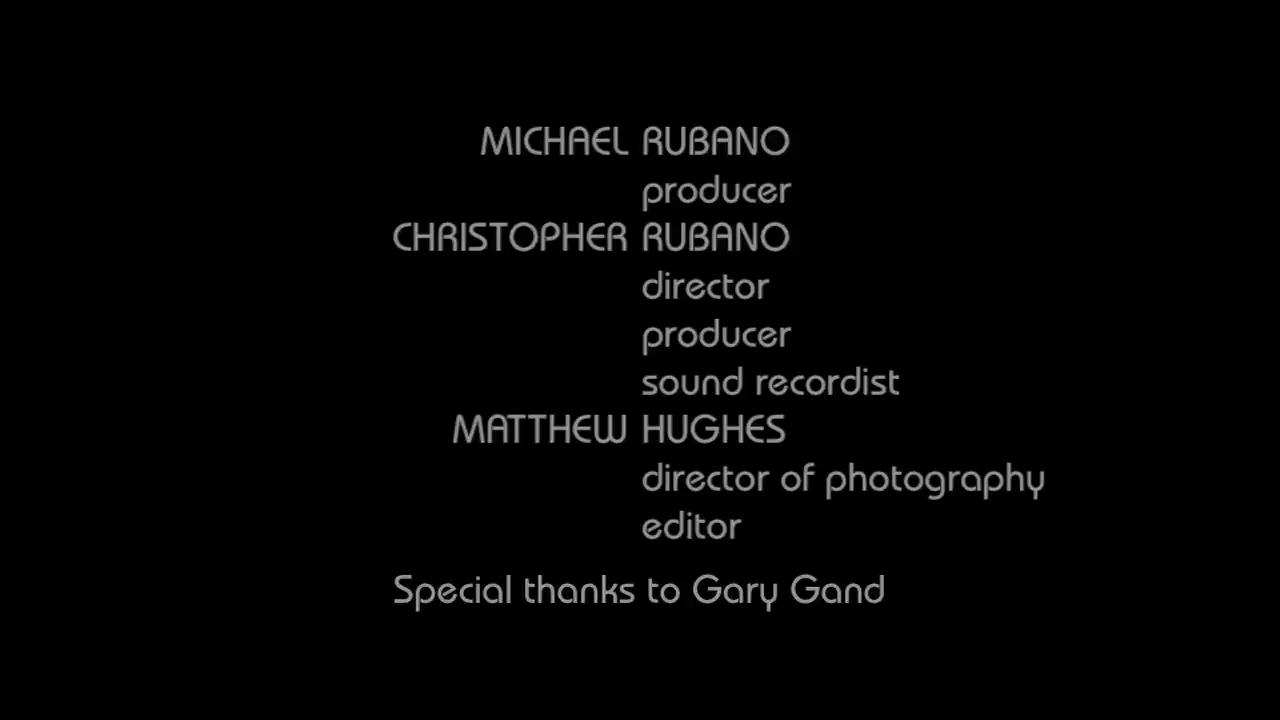 MICHAEL RUBANO
producer
CHRISTOPHER RUBANO
director
producer
sound recordist
MATTHEW HUGHES
director of photography
editor
Special thanks to Gary Gand